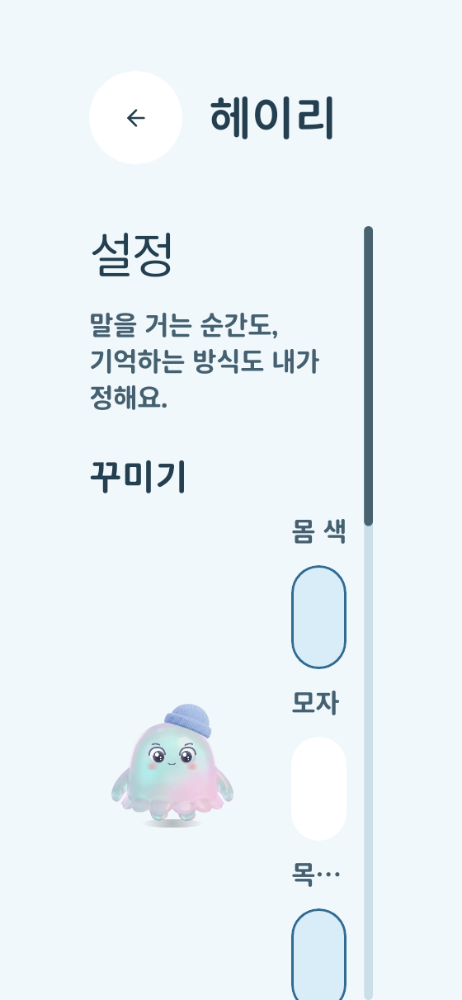 헤이리
설정
말을 거는 순간도,
기억하는 방식도 내가
정해요.
꾸미기
몸 색
모자
목…